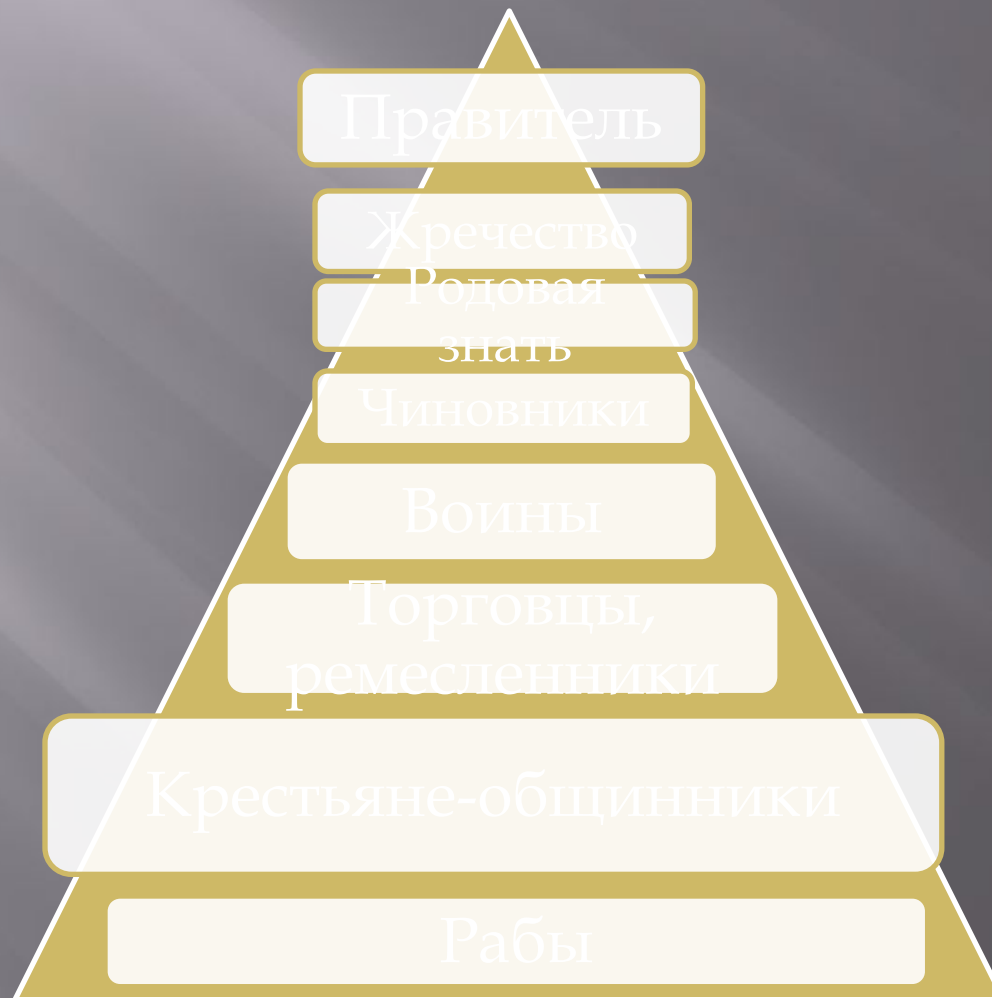 Правитель
Жречество
Родовая
знать
Чиновники
Воины
Торговцы,
ремесленники
Крестьяне-общинники
Рабы